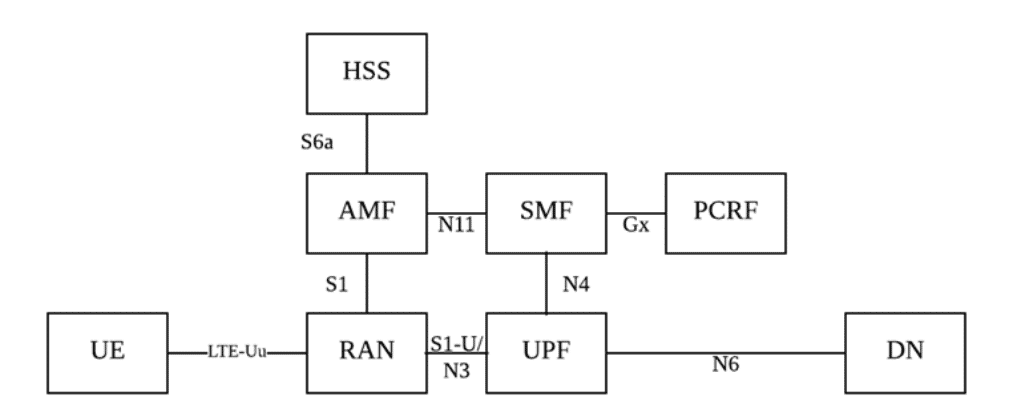 HSS
S6a
AMF
N11
SMF
Gx
PCRF
S1
N4
UE
LTE-Uu
RAN
S1-U/
N3
UPF
N6
DN